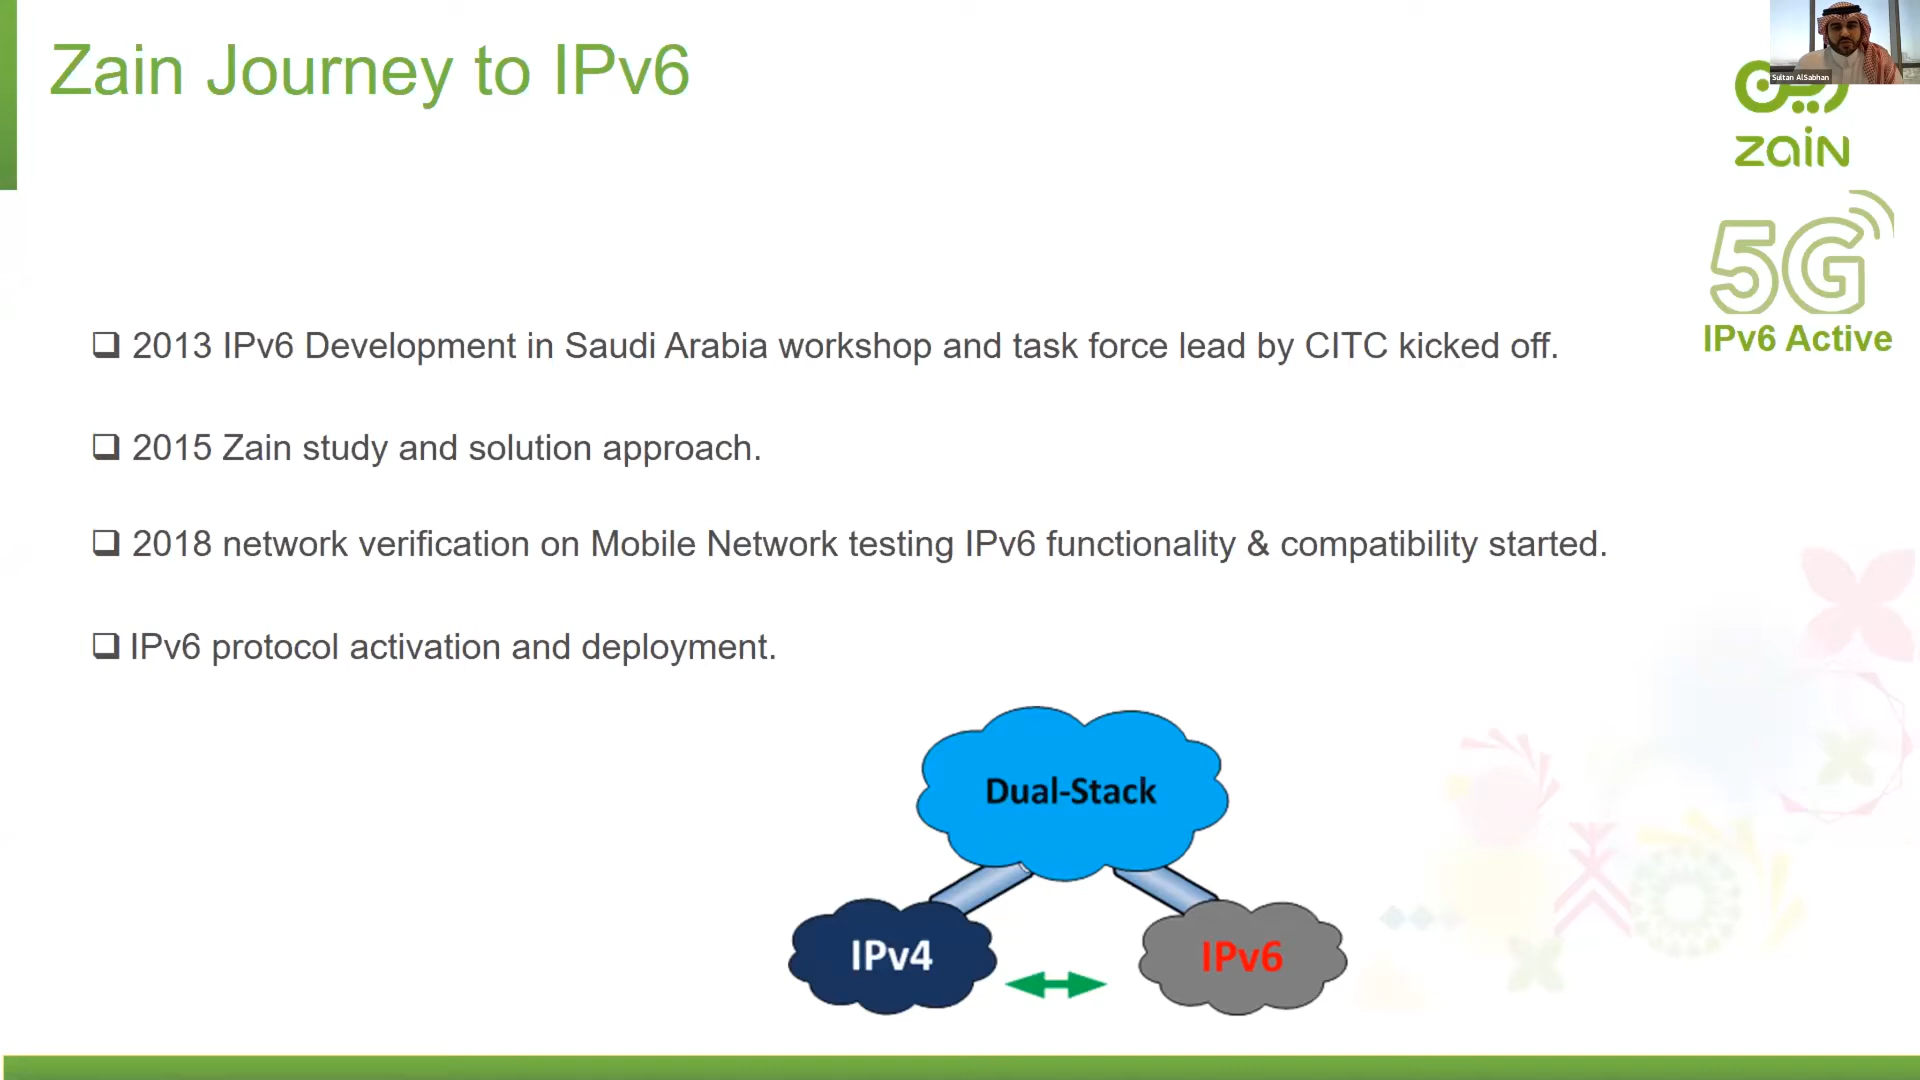 Zain Journey to IPv6
Sultan AlSabhan
زين
zain
5G
IPv6 Active
❑ 2013 IPv6 Development in Saudi Arabia workshop and task force lead by CITC kicked off.
❑ 2015 Zain study and solution approach.
❑ 2018 network verification on Mobile Network testing IPv6 functionality & compatibility started.
❑ IPv6 protocol activation and deployment.
Dual-Stack
IPv4
IPv6